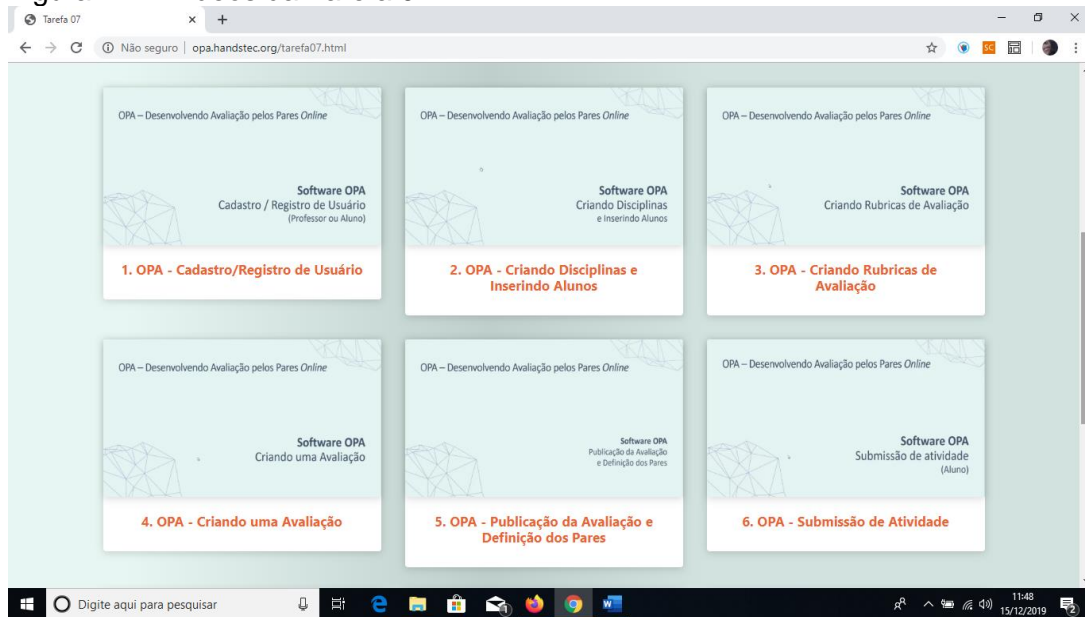 Tarefa 07
Não seguro | opa.handstec.org/tarefa07.html
SC
OPA – Desenvolvendo Avaliação pelos Pares Online
Software OPA
Cadastro / Registro de Usuário
(Professor ou Aluno)
1. OPA - Cadastro/Registro de Usuário
OPA – Desenvolvendo Avaliação pelos Pares Online
Software OPA
Criando Disciplinas
e Inserindo Alunos
2. OPA - Criando Disciplinas e
Inserindo Alunos
OPA – Desenvolvendo Avaliação pelos Pares Online
Software OPA
Criando Rubricas de Avaliação
3. OPA - Criando Rubricas de
Avaliação
OPA – Desenvolvendo Avaliação pelos Pares Online
Software OPA
Criando uma Avaliação
4. OPA - Criando uma Avaliação
OPA – Desenvolvendo Avaliação pelos Pares Online
Software OPA
Publicação da Avaliação
e Definição dos Pares
5. OPA - Publicação da Avaliação e
Definição dos Pares
OPA – Desenvolvendo Avaliação pelos Pares Online
Software OPA
Submissão de atividade
(Aluno)
6. OPA - Submissão de Atividade
Digite aqui para pesquisar
11:48
15/12/2019